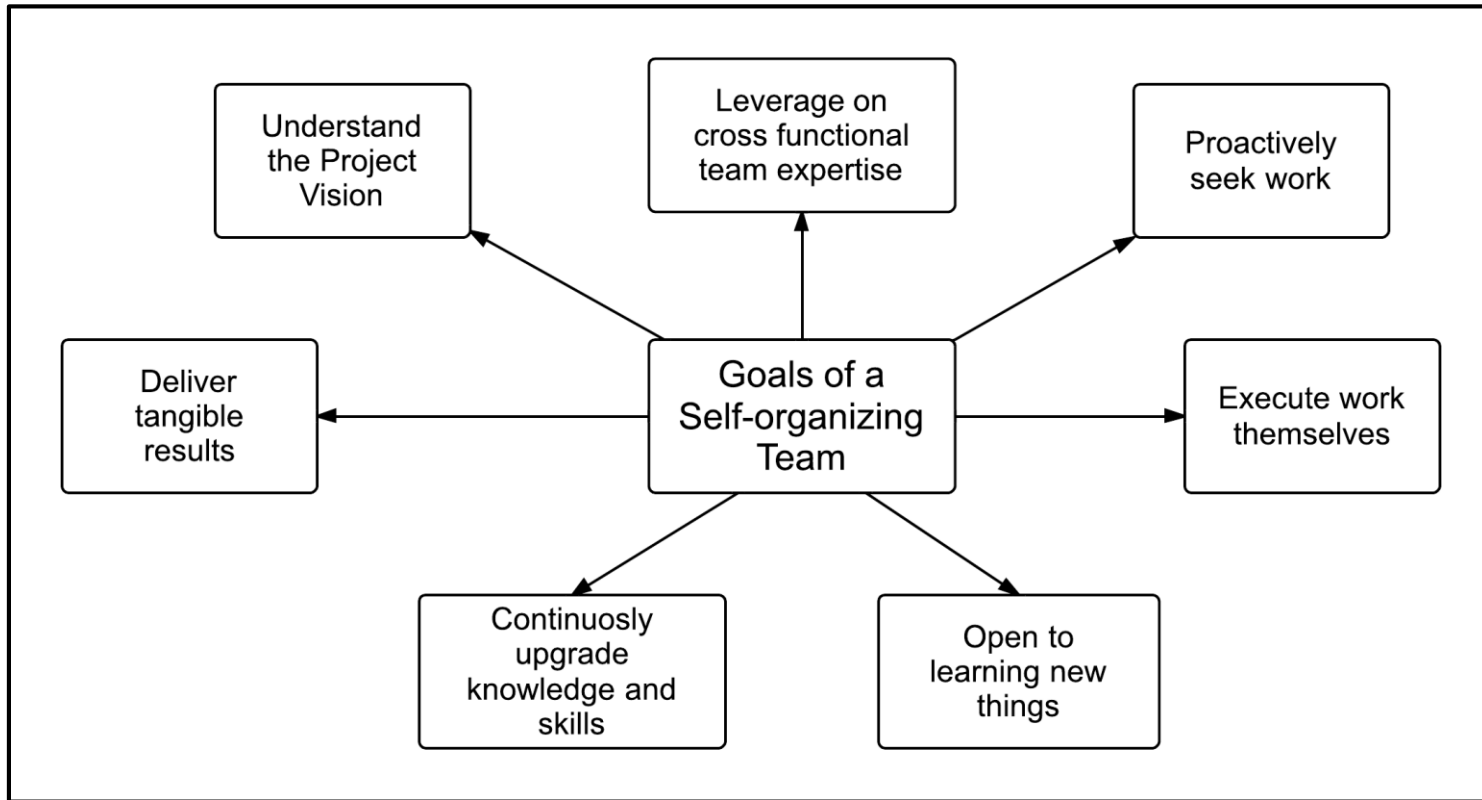 Understand
the Project
Vision
Leverage on
cross functional
team expertise
Proactively
seek work
Deliver
tangible
results
Goals of a
Self-organizing
Team
Execute work
themselves
Continuosly
upgrade
knowledge and
skills
Open to
learning new
things